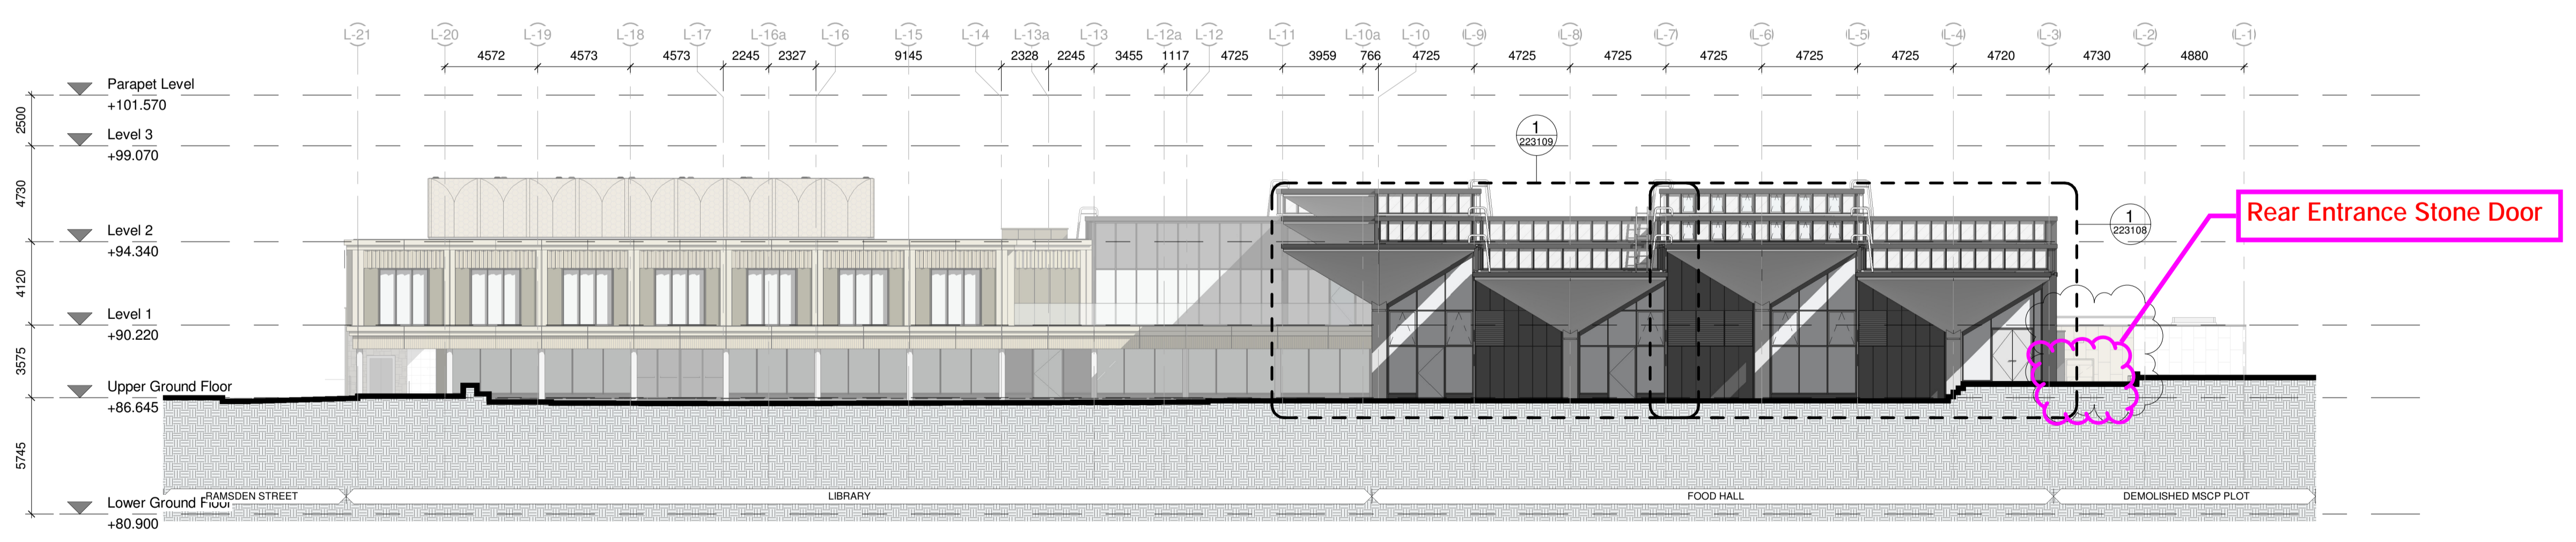 L-21 L-20 L-19 L-18 L-17 L-16a L-16 L-15 L-14 L-13a L-13 L-12a L-12 L-11 L-10a L-10 (L-9) (L-8) (L-7) (L-6) (L-5) (L-4) (L-3) (L-2) (L-1)
4572 4573 4573 2245 2327 9145 2328 2245 3455 1117 4725 3959 766 4725 4725 4725 4725 4725 4725 4720 4730 4880
Parapet Level
+101.570
2500
Level 3
+99.070
1
223109
4730
Rear Entrance Stone Door
1
223108
Level 2
+94.340
4120
Level 1
+90.220
3575
Upper Ground Floor
+86.645
5745
RAMSDEN STREET LIBRARY FOOD HALL DEMOLISHED MSCP PLOT
Lower Ground Floor
+80.900